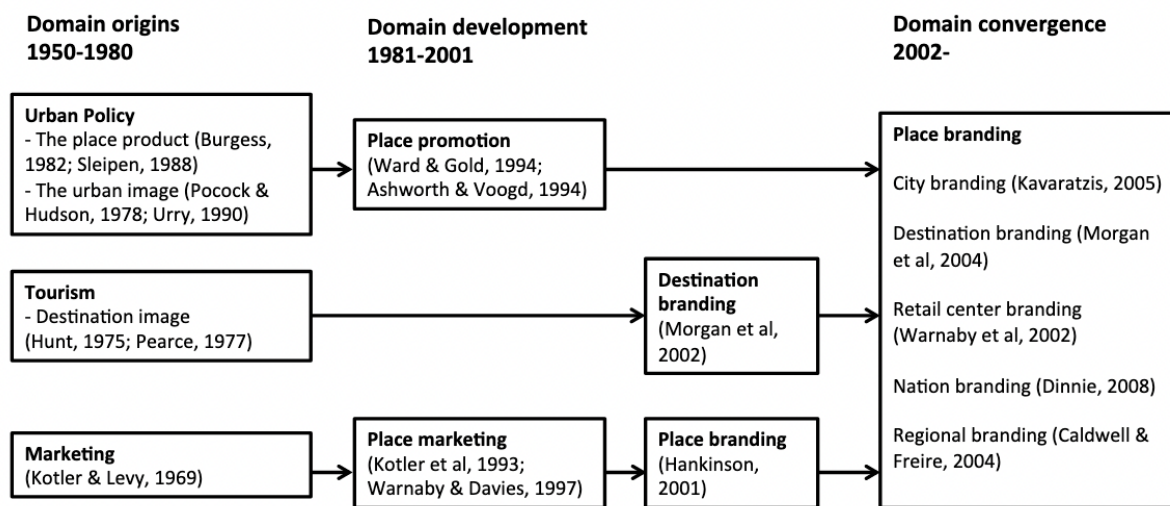 Domain origins
1950-1980
Domain development
1981-2001
Domain convergence
2002-
Urban Policy
- The place product (Burgess,
1982; Sleipen, 1988)
- The urban image (Pocock &
Hudson, 1978; Urry, 1990)
Place promotion
(Ward & Gold, 1994;
Ashworth & Voogd, 1994)
Tourism
- Destination image
(Hunt, 1975; Pearce, 1977)
Destination
branding
(Morgan et al,
2002)
Marketing
(Kotler & Levy, 1969)
Place marketing
(Kotler et al, 1993;
Warnaby & Davies, 1997)
Place branding
(Hankinson,
2001)
Place branding
City branding (Kavaratzis, 2005)
Destination branding (Morgan
et al, 2004)
Retail center branding
(Warnaby et al, 2002)
Nation branding (Dinnie, 2008)
Regional branding (Caldwell &
Freire, 2004)